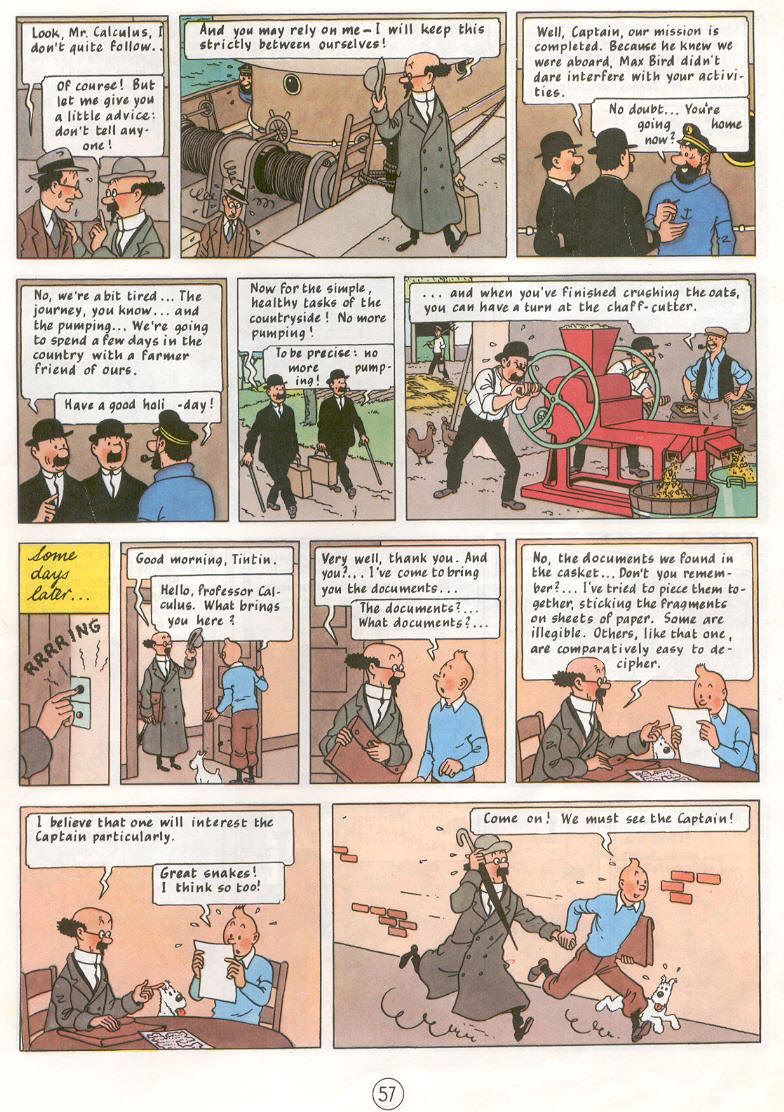 Look, Mr. Calculus, I
don't quite follow..
Of course! But
let me give you
a little advice:
don't tell any-
one!
And you may rely on me – I will keep this
strictly between ourselves!
Well, Captain, our mission is
completed. Because he knew we
were aboard, Max Bird didn't
dare interfere with your activi-
ties.
No doubt... You're
going home
now?
No, we're a bit tired... The
journey, you know... and
the pumping... We're going
to spend a few days in the
country with a farmer
friend of ours.
Have a good holi -day!
Now for the simple,
healthy tasks of the
countryside! No more
pumping!
To be precise: no
more pump-
ing!
... and when you've finished crushing the oats,
you can have a turn at the chaff-cutter.
Some
days
later...
RRRRING
Good morning, Tintin.
Hello, Professor Cal-
culus. What brings
you here?
Very well, thank you. And
you?... I've come to bring
you the documents...
The documents?...
What documents?...
No, the documents we found in
the casket... Don't you remem-
ber?... I've tried to piece them to-
gether, sticking the fragments
on sheets of paper. Some are
illegible. Others, like that one,
are comparatively easy to de-
cipher.
I believe that one will interest the
Captain particularly.
Great snakes!
I think so too!
Come on! We must see the Captain!
57